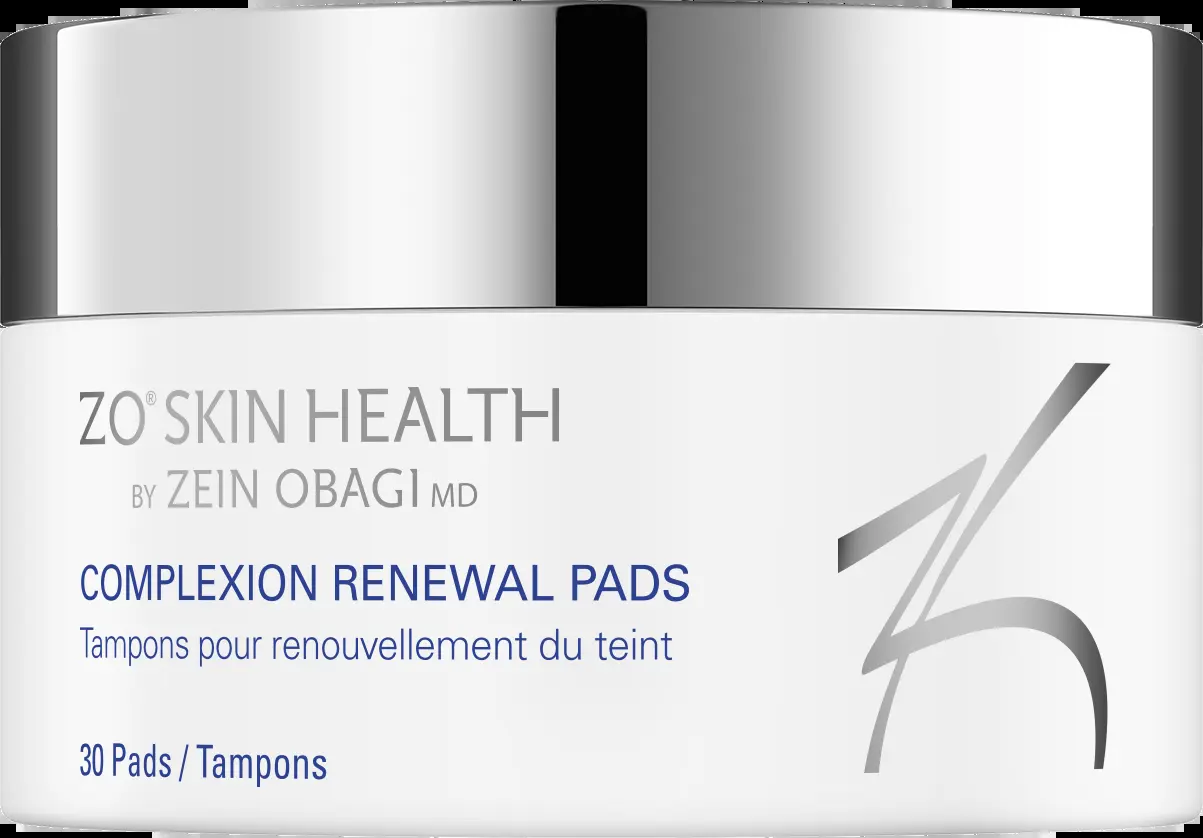 ZO® SKIN HEALTH
BY ZEIN OBAGI MD
COMPLEXION RENEWAL PADS
Tampons pour renouvellement du teint
30 Pads / Tampons